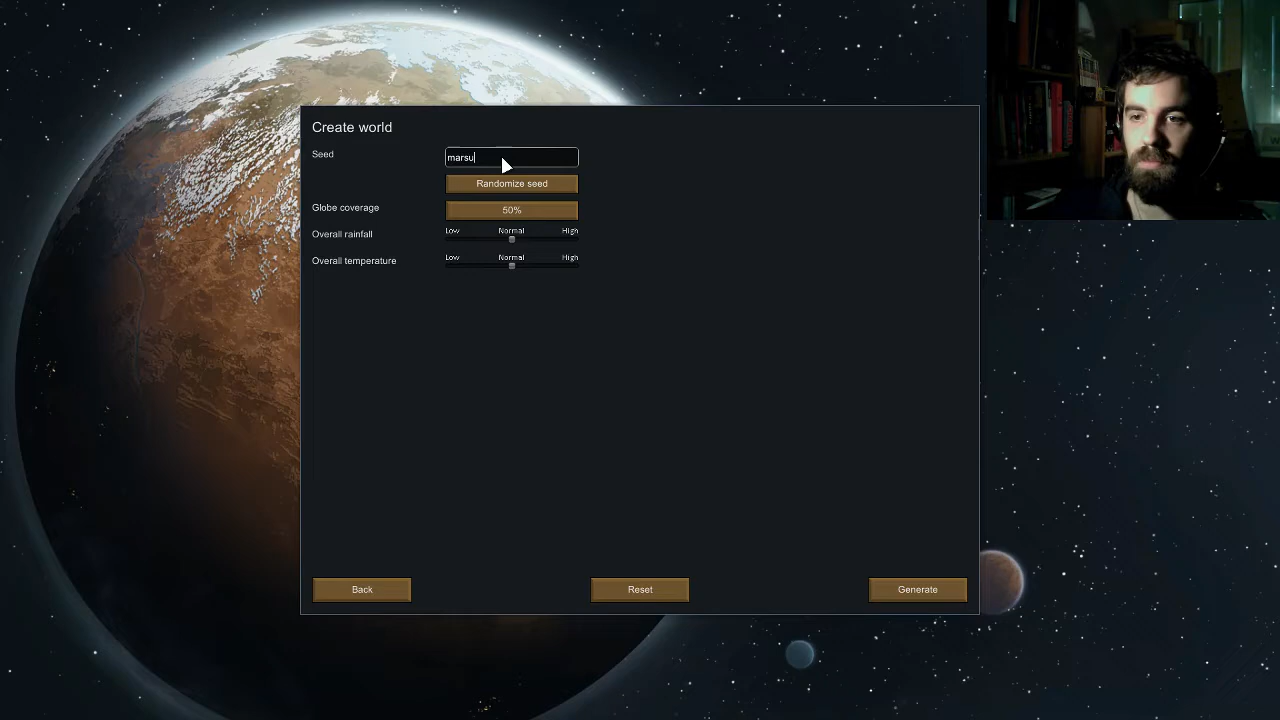 Create world
Seed
marsu
Randomize seed
Globe coverage
50%
Overall rainfall
Low Normal High
Overall temperature
Low Normal High
Back
Reset
Generate